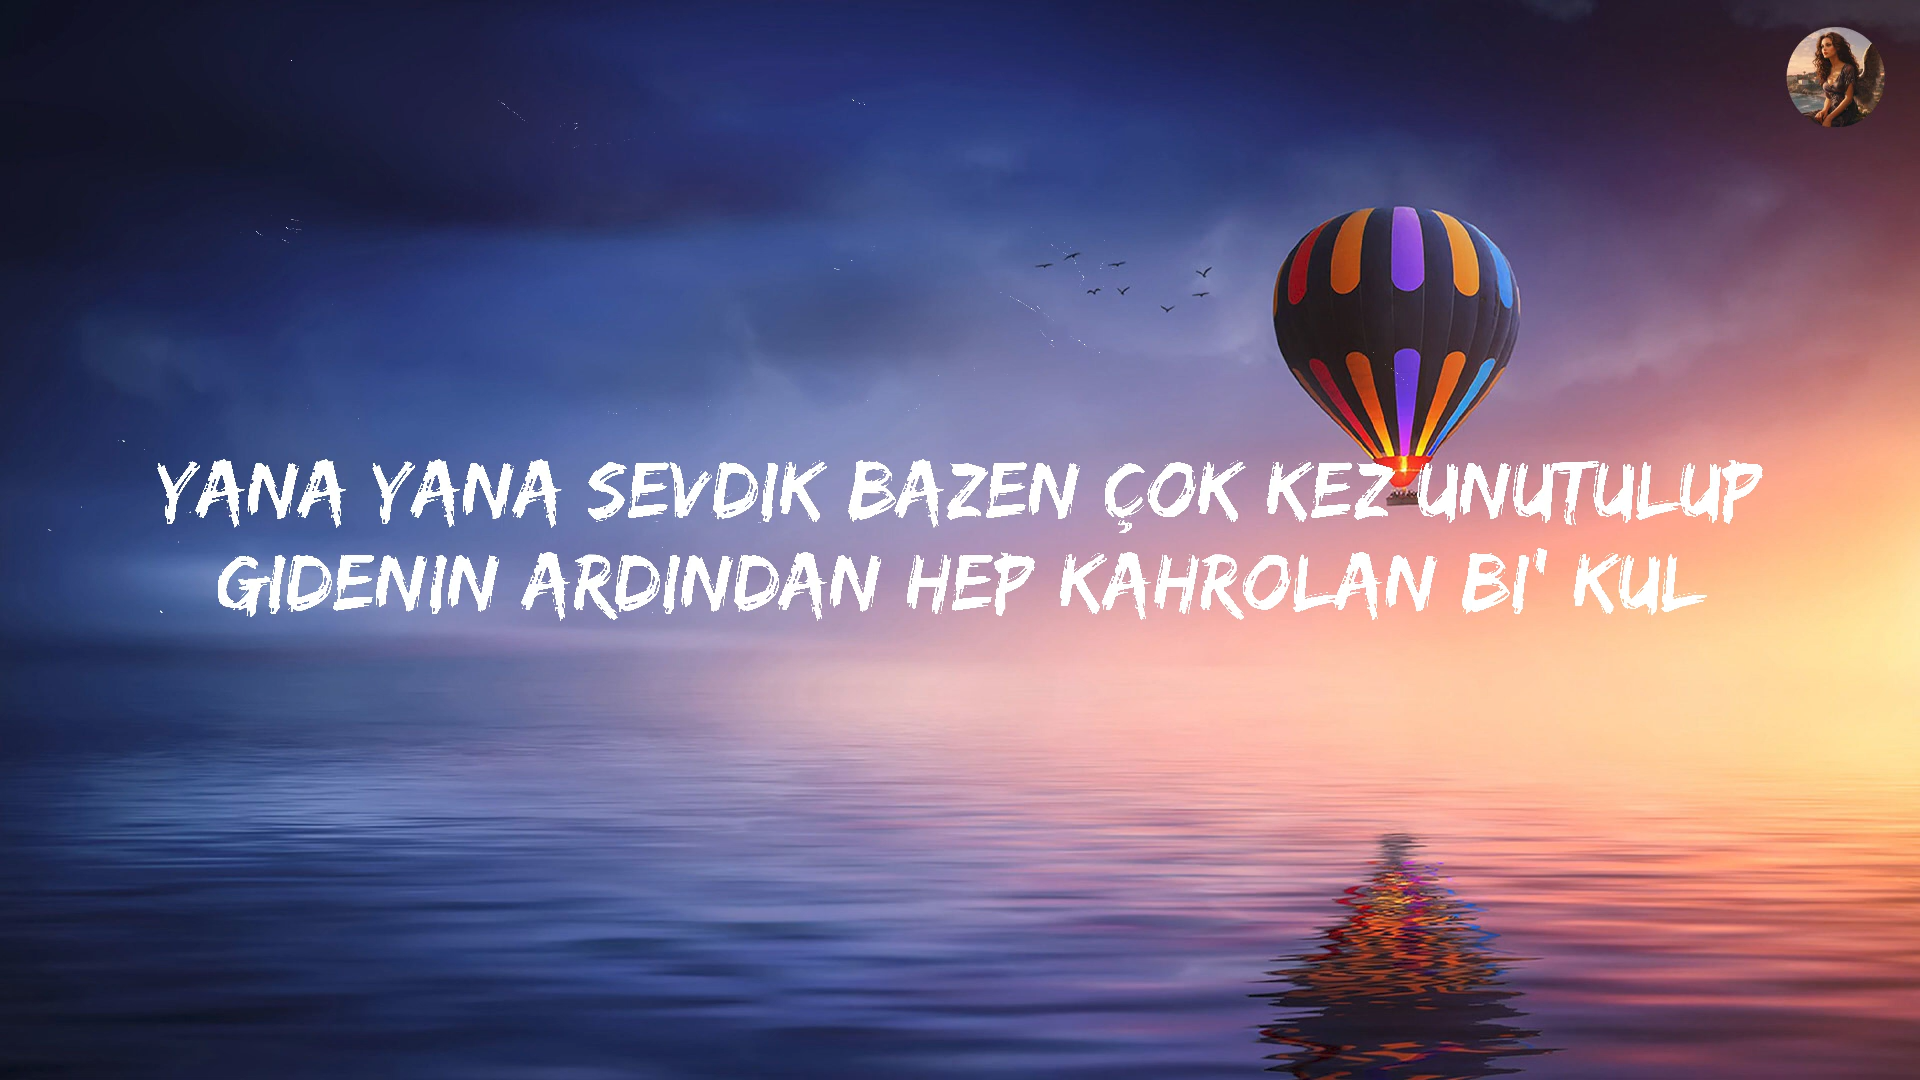 YANA YANA SEVDIK BAZEN ÇOK KEZ UNUTULUP
GIDENIN ARDINDAN HEP KAHROLAN BI' KUL